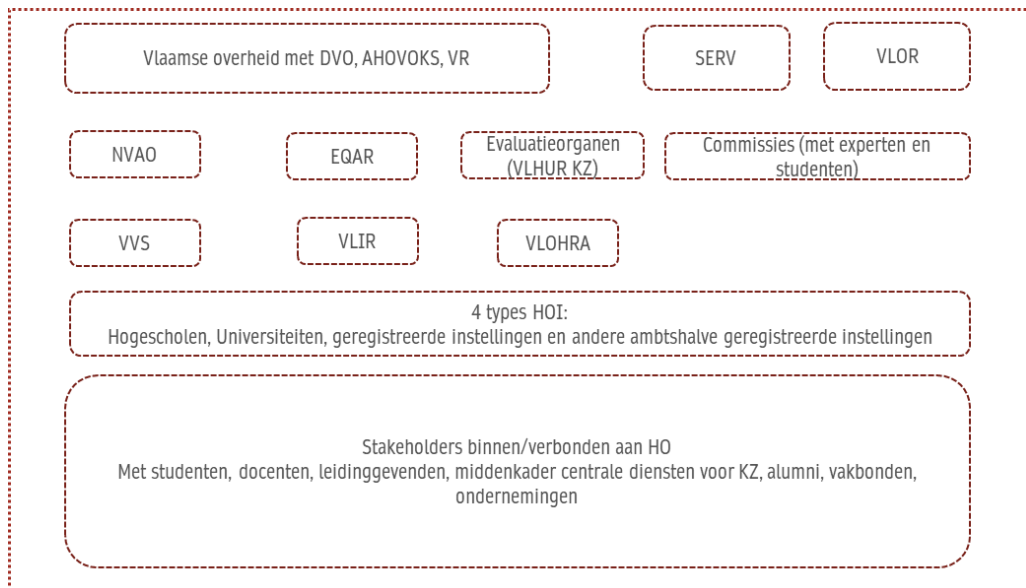 Vlaamse overheid met DVO, AHOVOKS, VR
SERV
VLOR
NVAO
EQAR
Evaluatieorganen
(VLHUR KZ)
Commissies (met experten en
studenten)
VVS
VLIR
VLOHRA
4 types HOI:
Hogescholen, Universiteiten, geregistreerde instellingen en andere ambtshalve geregistreerde instellingen
Stakeholders binnen/verbonden aan HO
Met studenten, docenten, leidinggevenden, middenkader centrale diensten voor KZ, alumni, vakbonden,
ondernemingen